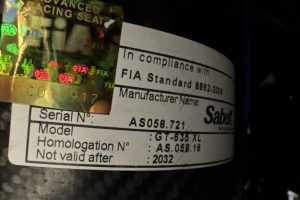 ADVANCED
RACING SEAT
FIA
In compliance with
FIA Standard 8862-2009
Manufacturer Name:
Sabelt
Serial N°: AS058.721
Model : GT-635 XL
Homologation N° : AS.058.16
Not valid after : 2032